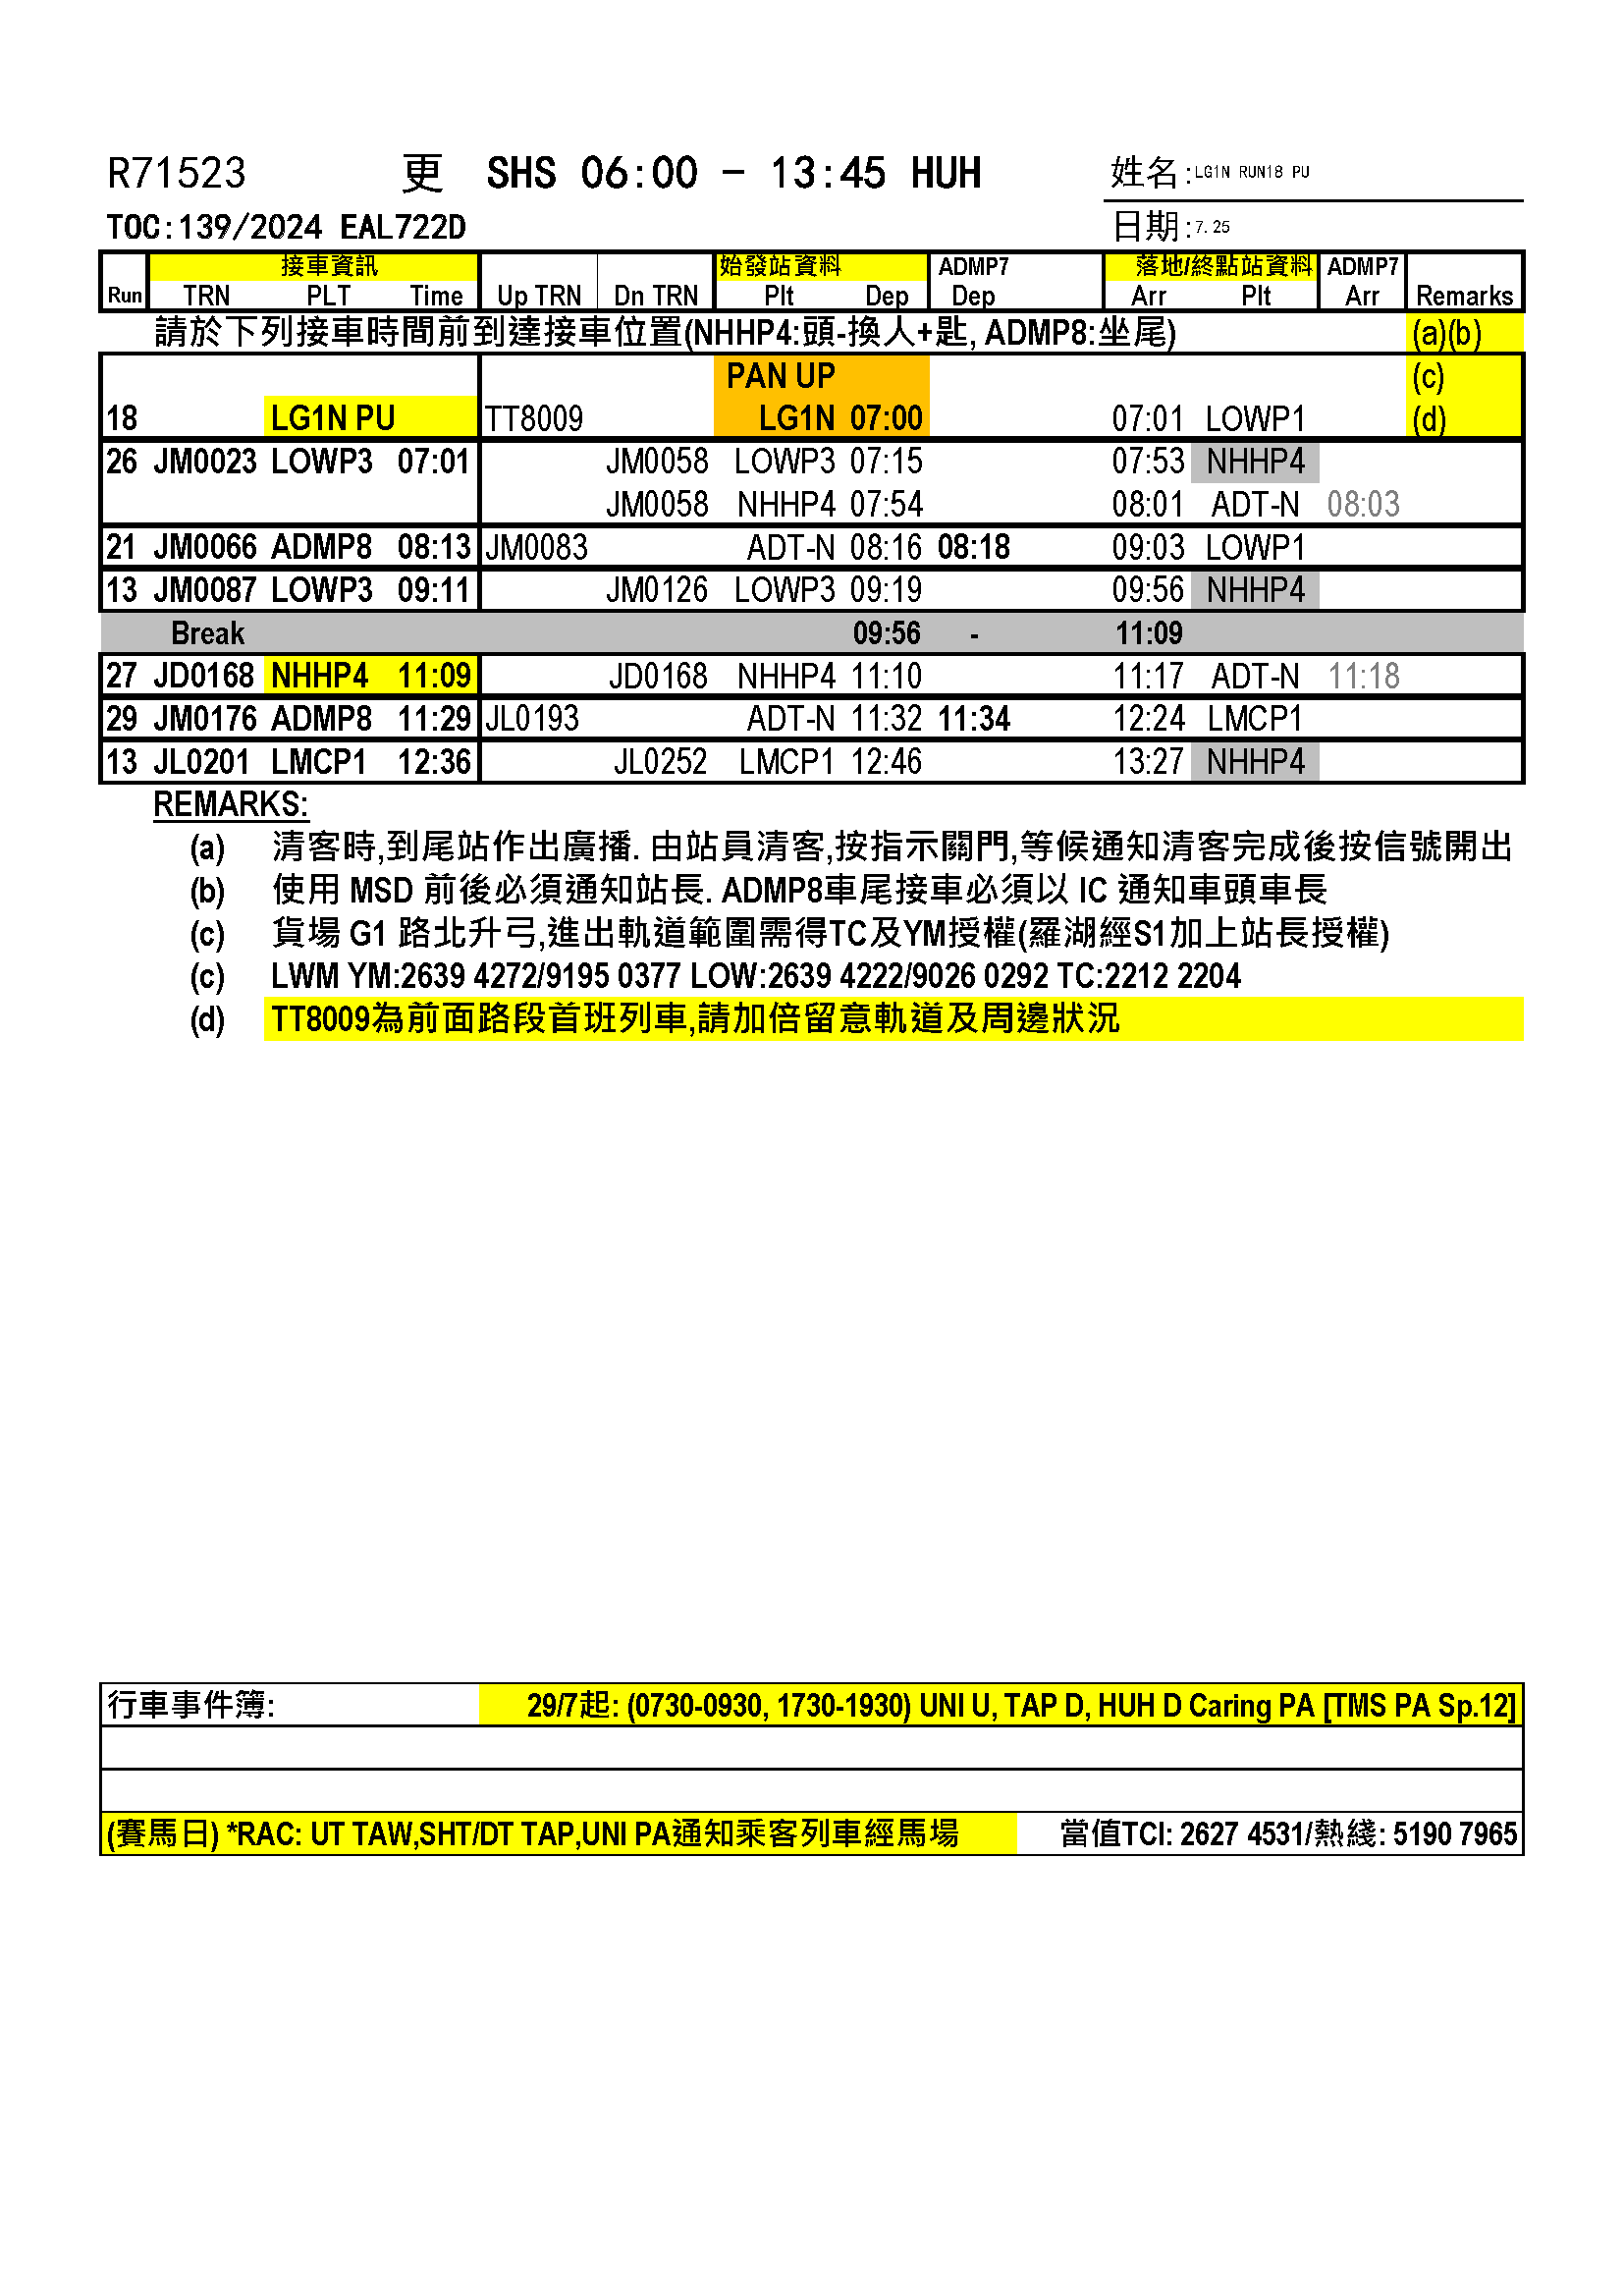 R71523 更 SHS 06:00 - 13:45 HUH 姓名:LG1N RUN18 PU
TOC:139/2024 EAL722D 日期:7.25
接車資訊 始發站資料 ADMP7 落地/終點站資料 ADMP7
Run TRN PLT Time Up TRN Dn TRN Plt Dep Dep Arr Plt Arr Remarks
請於下列接車時間前到達接車位置(NHHP4:頭-換人+匙, ADMP8:坐尾) (a)(b)
PAN UP (c)
18 LG1N PU TT8009 LG1N 07:00 07:01 LOWP1 (d)
26 JM0023 LOWP3 07:01 JM0058 LOWP3 07:15 07:53 NHHP4
JM0058 NHHP4 07:54 08:01 ADT-N 08:03
21 JM0066 ADMP8 08:13 JM0083 ADT-N 08:16 08:18 09:03 LOWP1
13 JM0087 LOWP3 09:11 JM0126 LOWP3 09:19 09:56 NHHP4
Break 09:56 - 11:09
27 JD0168 NHHP4 11:09 JD0168 NHHP4 11:10 11:17 ADT-N 11:18
29 JM0176 ADMP8 11:29 JL0193 ADT-N 11:32 11:34 12:24 LMCP1
13 JL0201 LMCP1 12:36 JL0252 LMCP1 12:46 13:27 NHHP4
REMARKS:
(a) 清客時,到尾站作出廣播. 由站員清客,按指示關門,等候通知清客完成後按信號開出
(b) 使用 MSD 前後必須通知站長. ADMP8車尾接車必須以 IC 通知車頭車長
(c) 貨場 G1 路北升弓,進出軌道範圍需得TC及YM授權(羅湖經S1加上站長授權)
(c) LWM YM:2639 4272/9195 0377 LOW:2639 4222/9026 0292 TC:2212 2204
(d) TT8009為前面路段首班列車,請加倍留意軌道及周邊狀況
行車事件簿: 29/7起: (0730-0930, 1730-1930) UNI U, TAP D, HUH D Caring PA [TMS PA Sp.12]
(賽馬日) *RAC: UT TAW,SHT/DT TAP,UNI PA通知乘客列車經馬場 當值TCI: 2627 4531/熱綫: 5190 7965